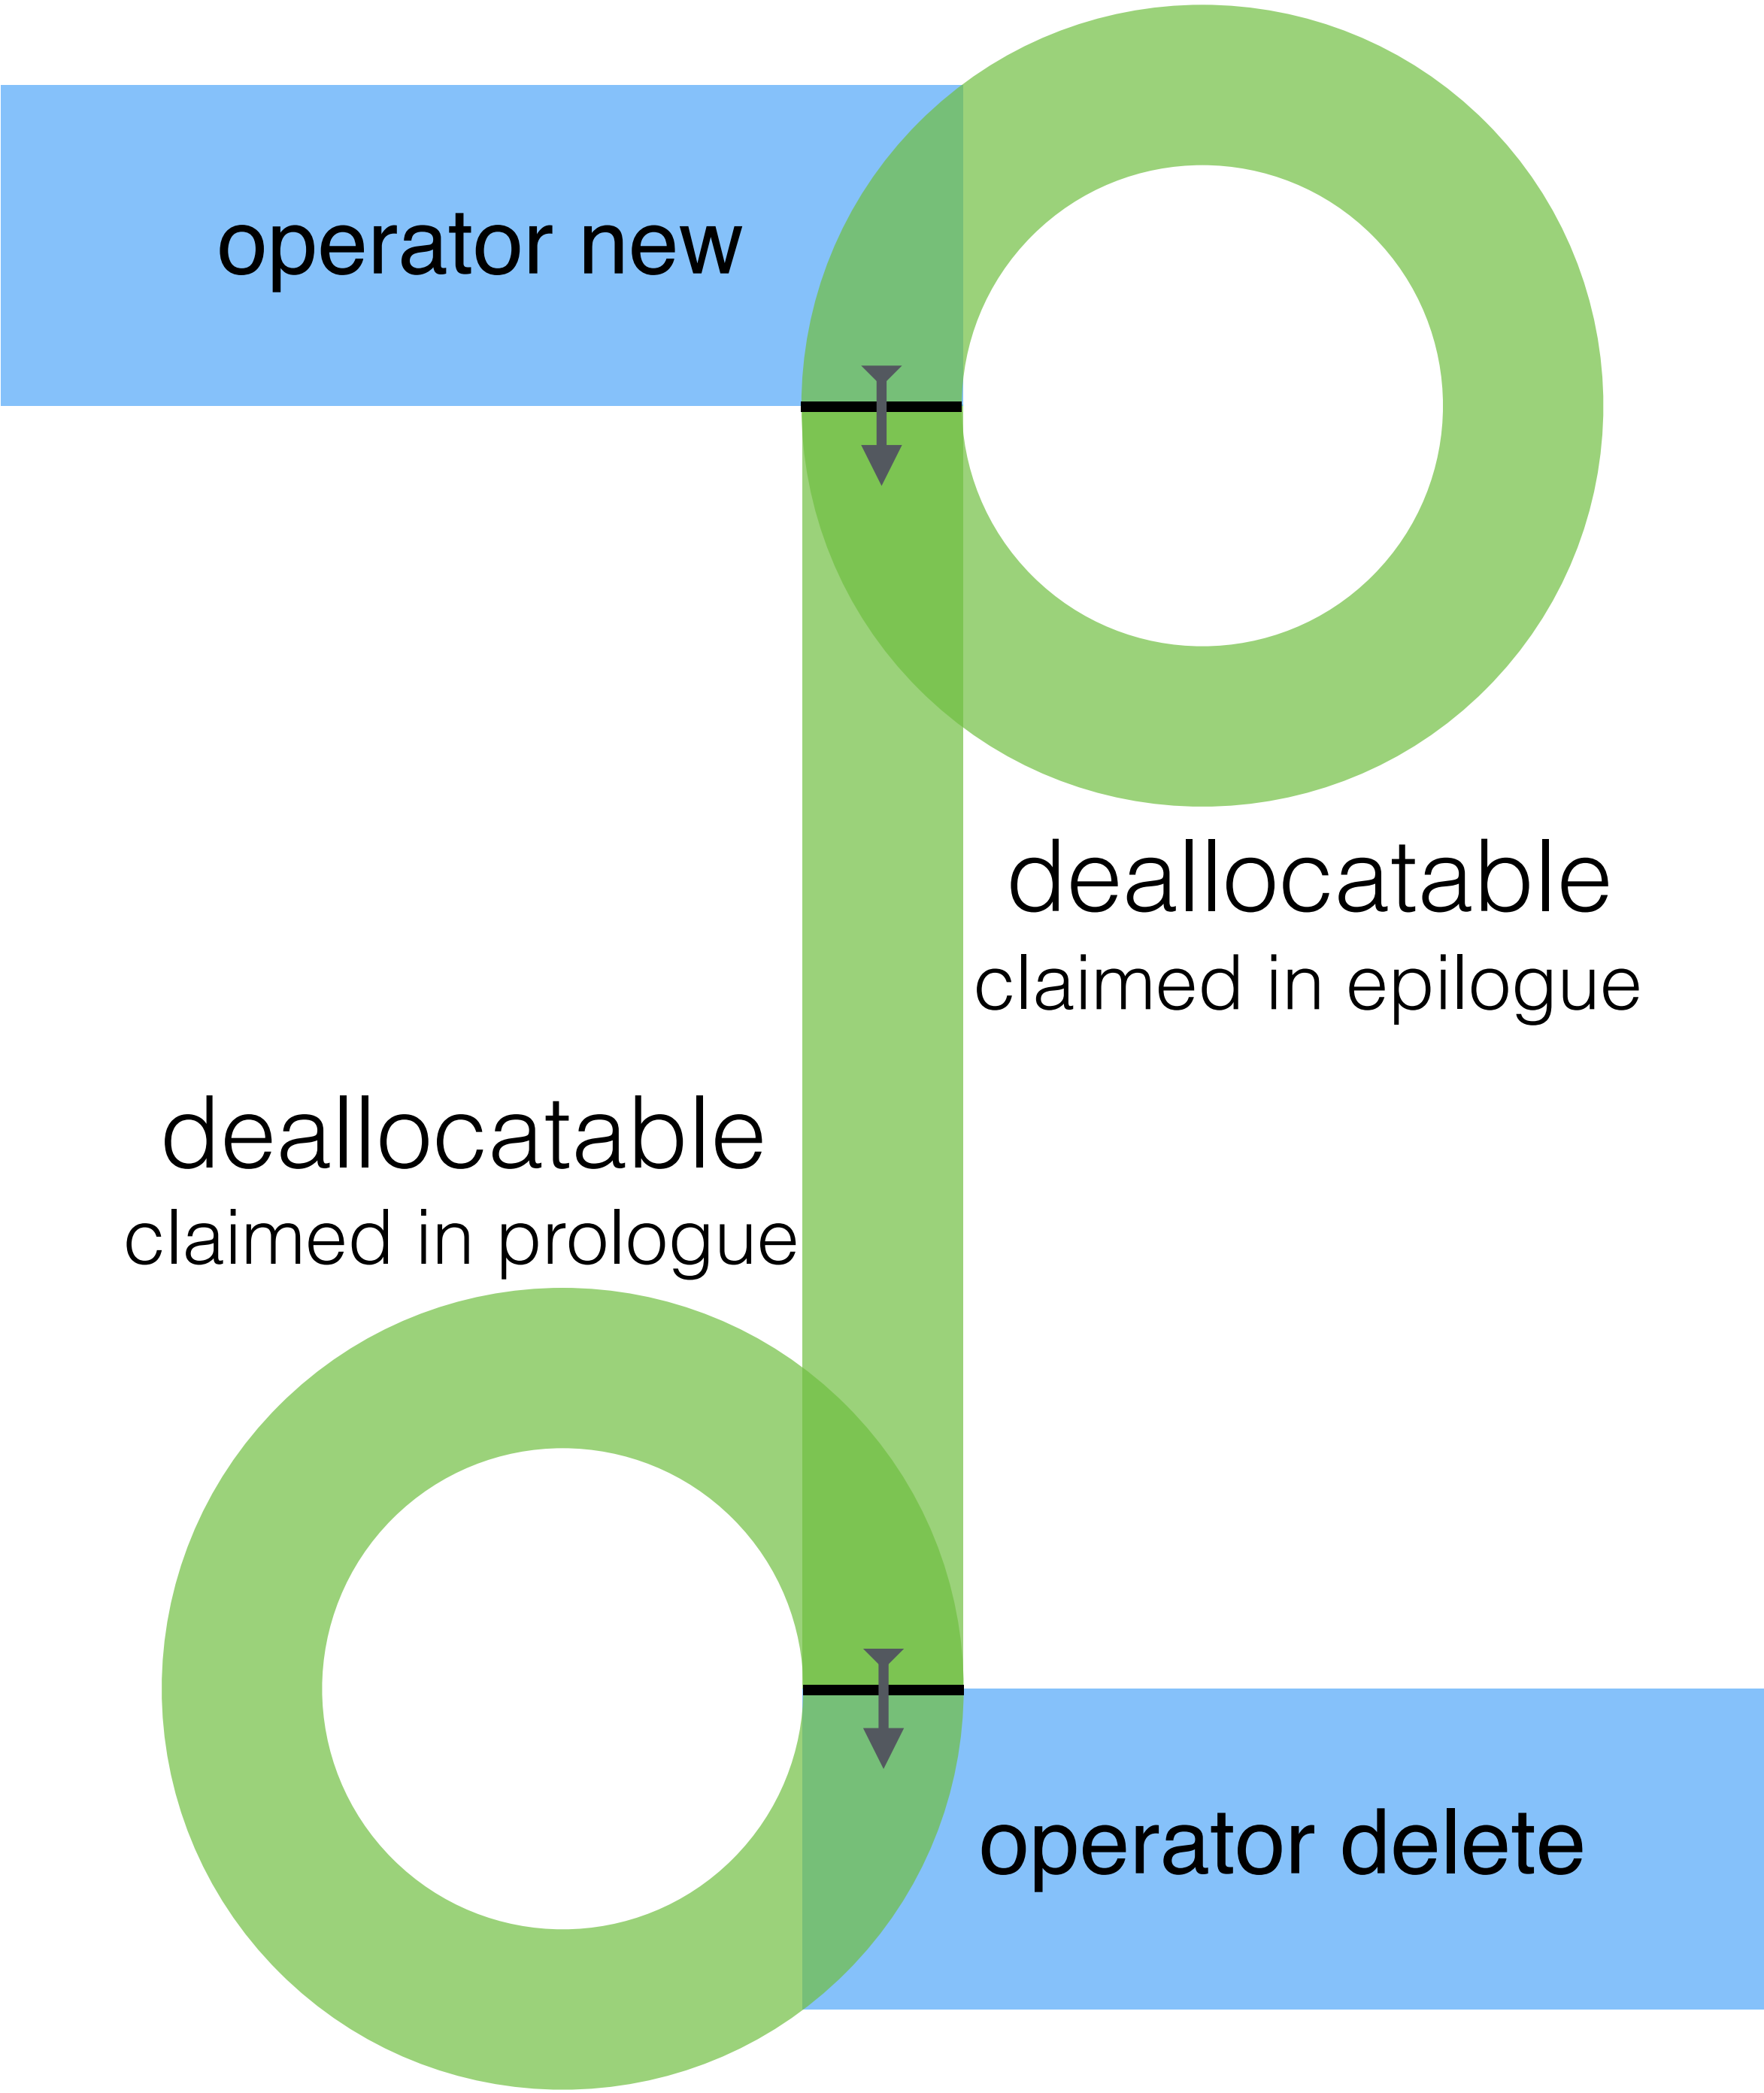 operator new
deallocatable
claimed in epilogue
deallocatable
claimed in prologue
operator delete